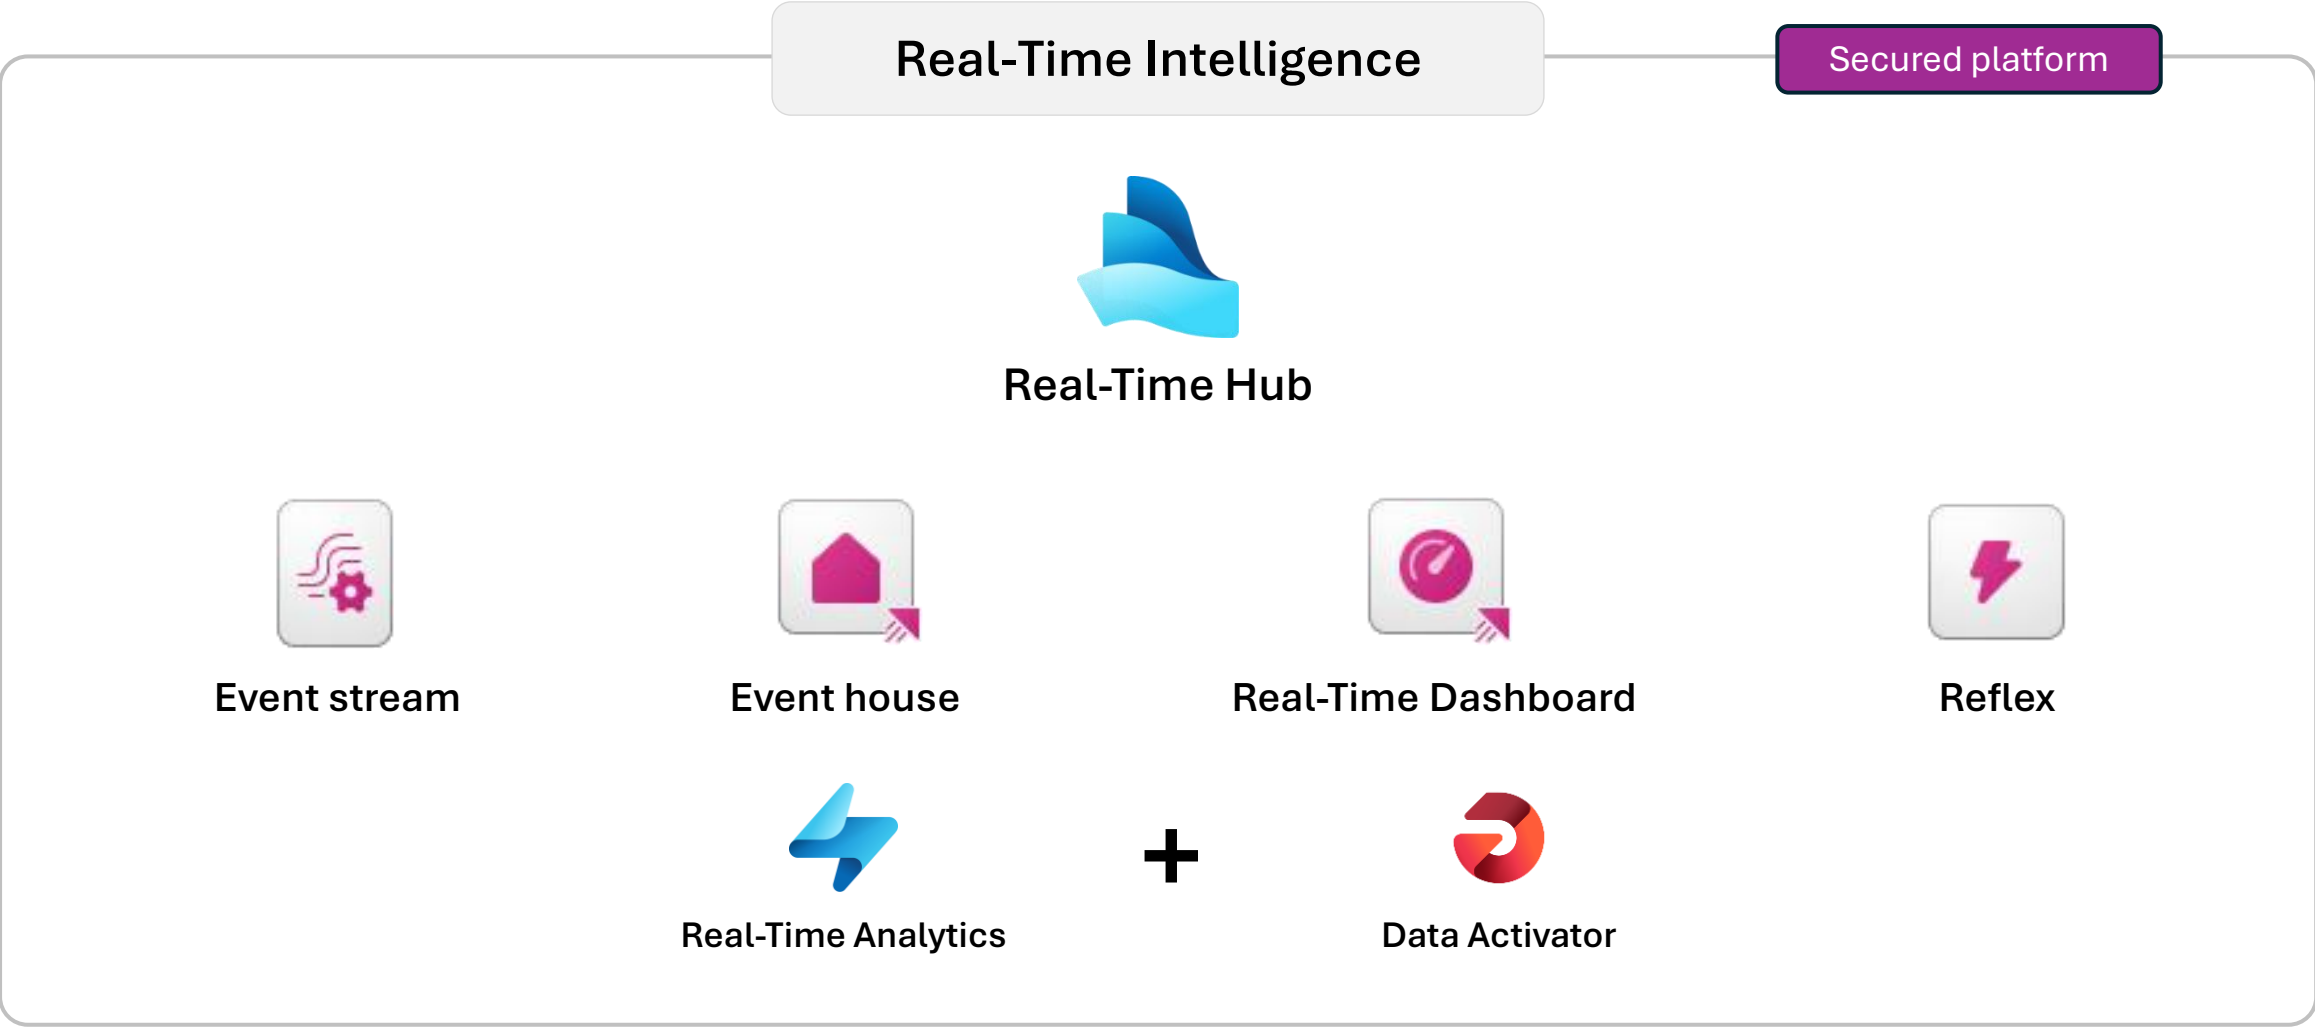 Real-Time Intelligence
Secured platform
Real-Time Hub
Event stream
Event house
Real-Time Dashboard
Reflex
+
Real-Time Analytics
Data Activator